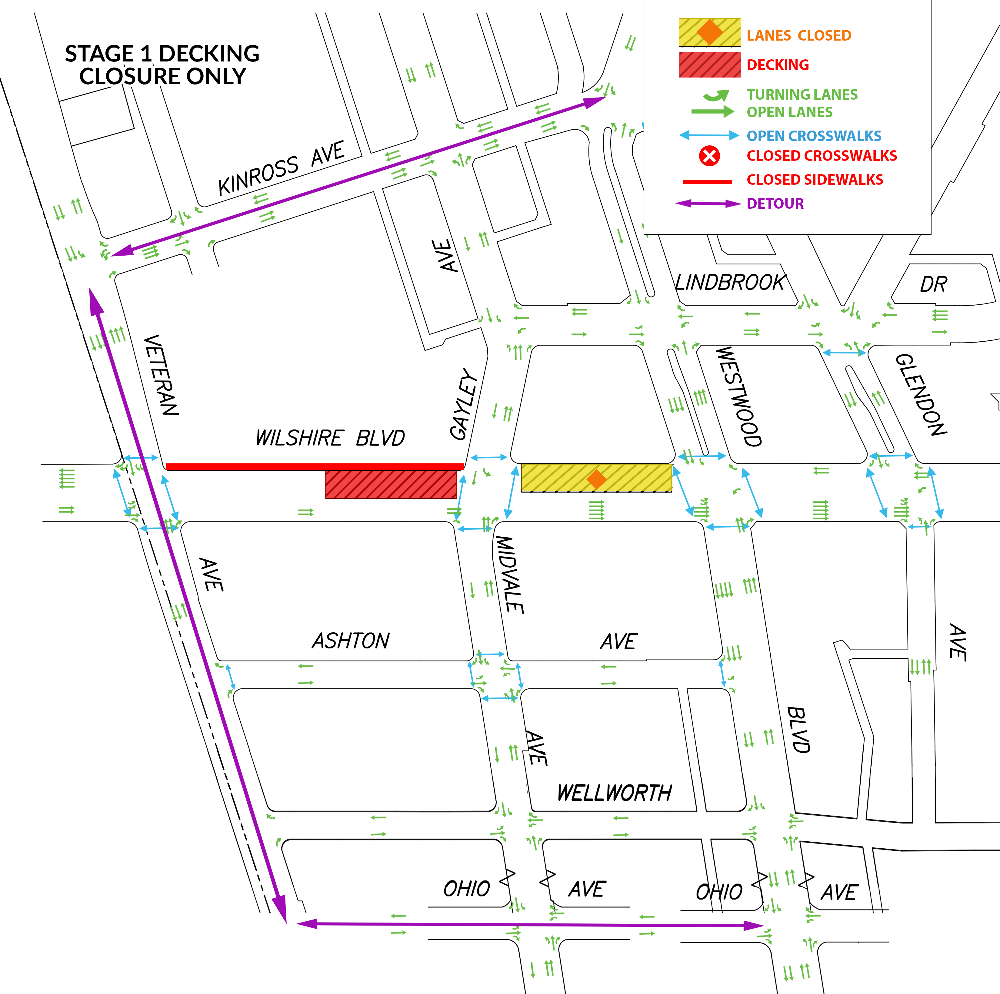 STAGE 1 DECKING
CLOSURE ONLY
LANES CLOSED
DECKING
TURNING LANES
OPEN LANES
OPEN CROSSWALKS
CLOSED CROSSWALKS
CLOSED SIDEWALKS
DETOUR
KINROSS AVE
AVE
LINDBROOK
DR
VETERAN
GAYLEY
WESTWOOD
GLENDON
WILSHIRE BLVD
AVE
MIDVALE
ASHTON
AVE
AVE
BLVD
AVE
WELLWORTH
OHIO
AVE
OHIO
AVE